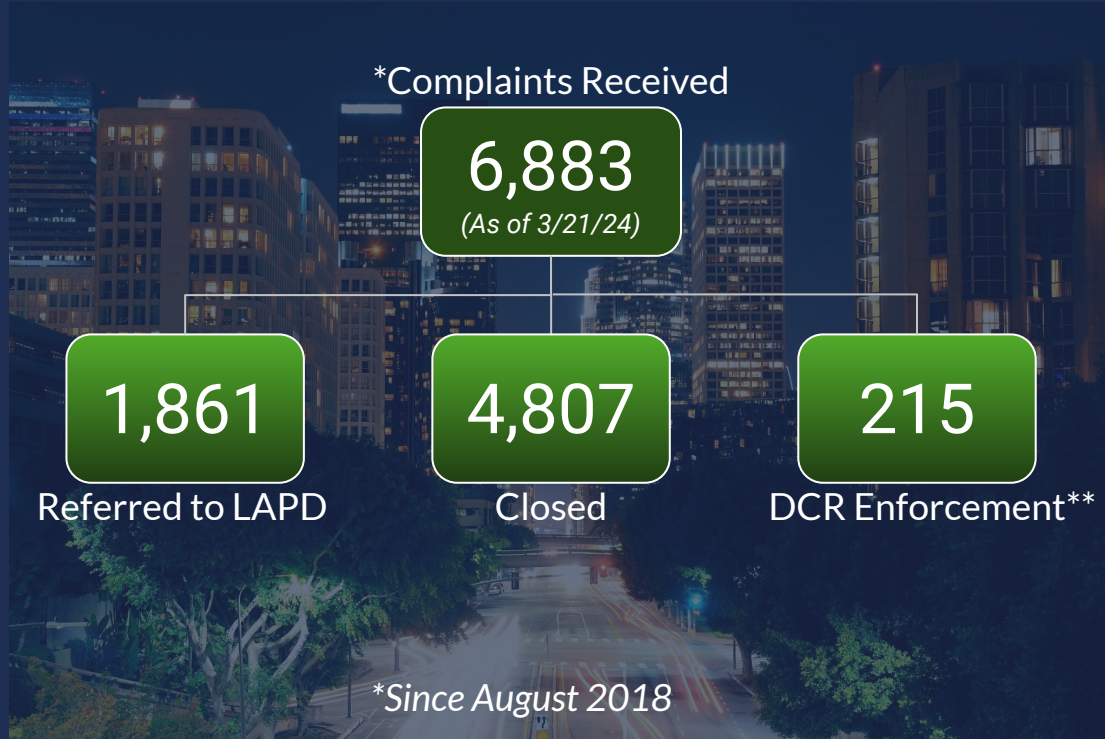 *Complaints Received
6,883
(As of 3/21/24)
1,861
4,807
215
Referred to LAPD
Closed
DCR Enforcement**
*Since August 2018